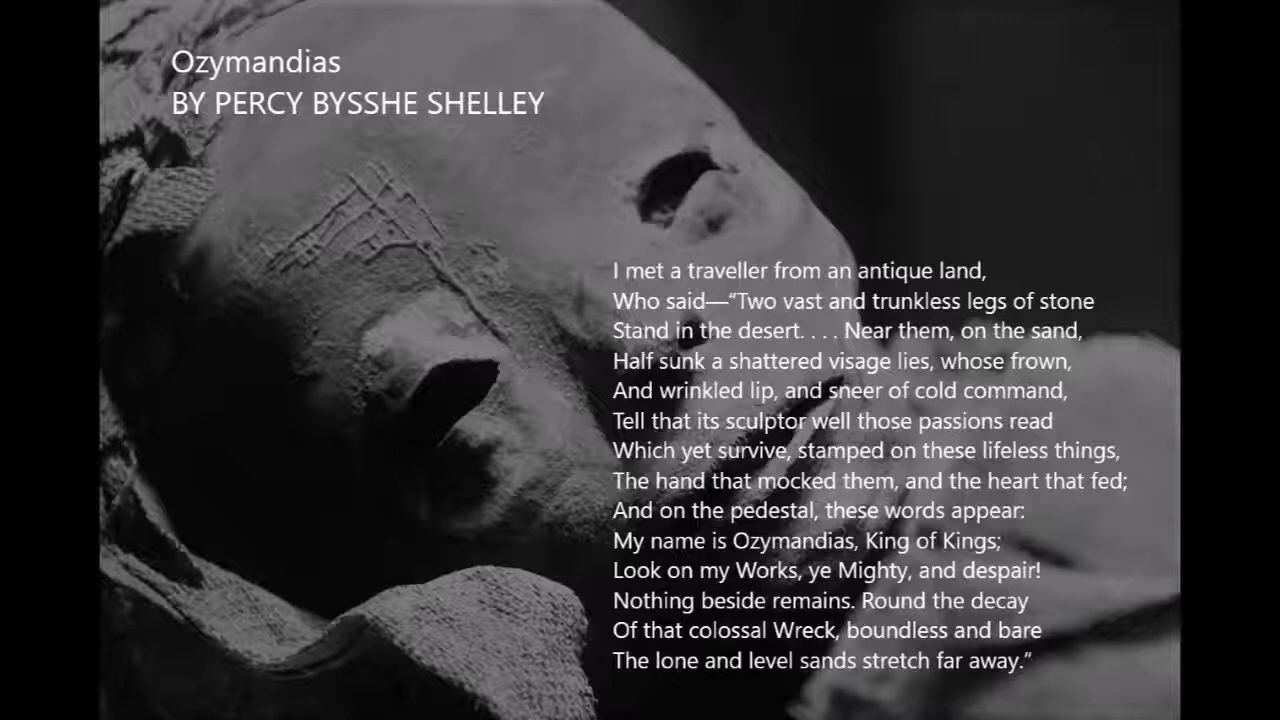 Ozymandias
BY PERCY BYSSHE SHELLEY
I met a traveller from an antique land,
Who said—“Two vast and trunkless legs of stone
Stand in the desert. . . . Near them, on the sand,
Half sunk a shattered visage lies, whose frown,
And wrinkled lip, and sneer of cold command,
Tell that its sculptor well those passions read
Which yet survive, stamped on these lifeless things,
The hand that mocked them, and the heart that fed;
And on the pedestal, these words appear:
My name is Ozymandias, King of Kings;
Look on my Works, ye Mighty, and despair!
Nothing beside remains. Round the decay
Of that colossal Wreck, boundless and bare
The lone and level sands stretch far away.”